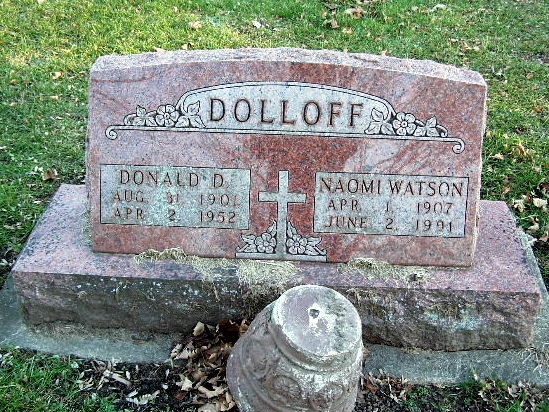 DOLLOFF
DONALD D.
AUG. 31 1901
APR. 2 1952
NAOMI WATSON
APR. 1 1907
JUNE 2 1991